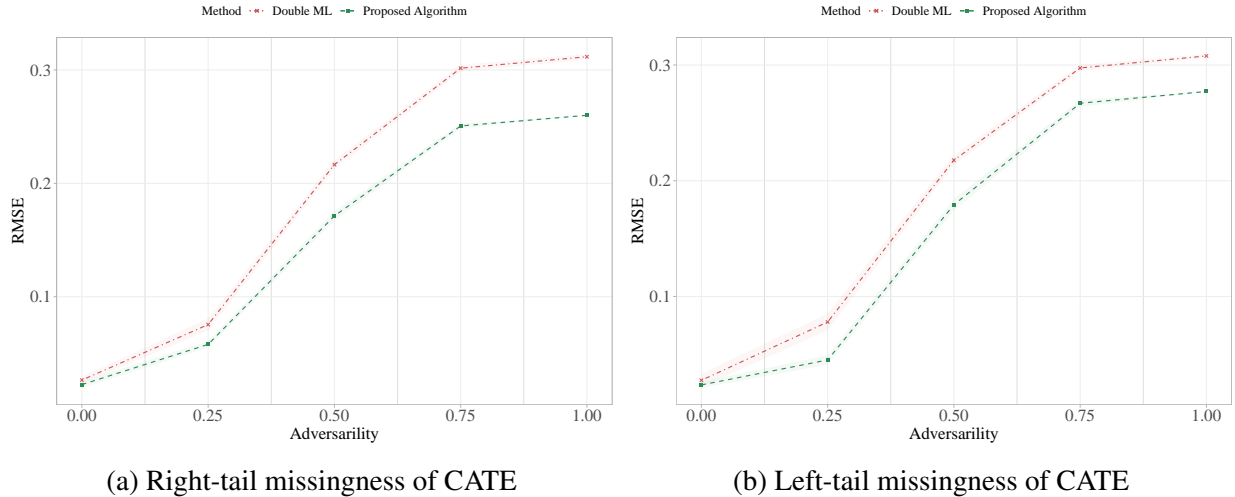 Method Double ML Proposed Algorithm
0.3
0.2
0.1
RMSE
0.00 0.25 0.50 0.75 1.00
Adversarility
(a) Right-tail missingness of CATE
Method Double ML Proposed Algorithm
0.3
0.2
0.1
RMSE
0.00 0.25 0.50 0.75 1.00
Adversarility
(b) Left-tail missingness of CATE